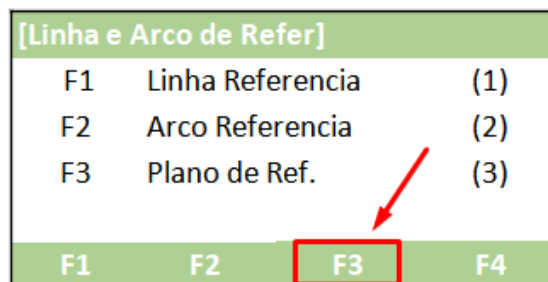 [Linha e Arco de Refer]
F1 Linha Referencia (1)
F2 Arco Referencia (2)
F3 Plano de Ref. (3)
F1 F2 F3 F4